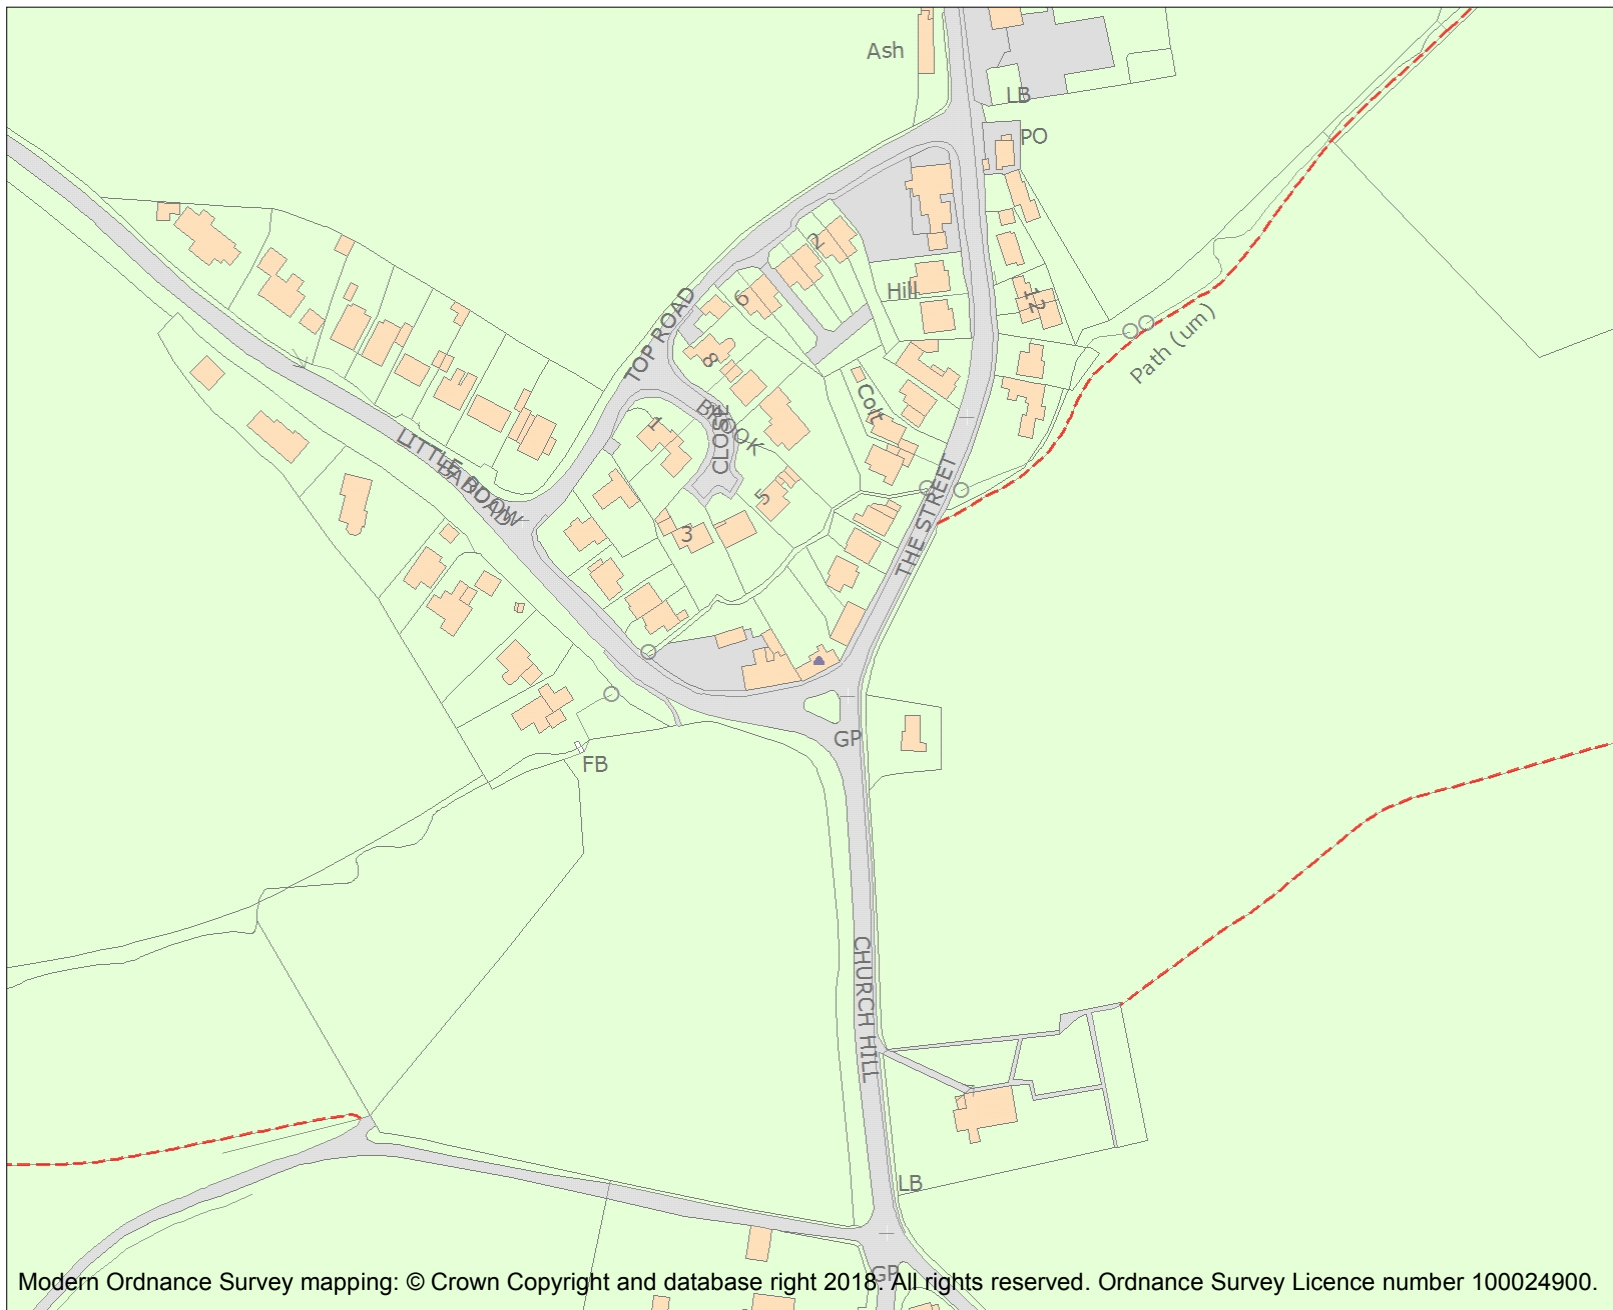 Ash
LB
PO
2
Hill
12
6
TOP ROAD
Path (um)
8
Colt
BROOK
CLOSE
1
LITTLE
BADDOW
ROAD
THE STREET
5
3
GP
FB
CHURCH HILL
LB
GP
Modern Ordnance Survey mapping: © Crown Copyright and database right 2018. All rights reserved. Ordnance Survey Licence number 100024900.